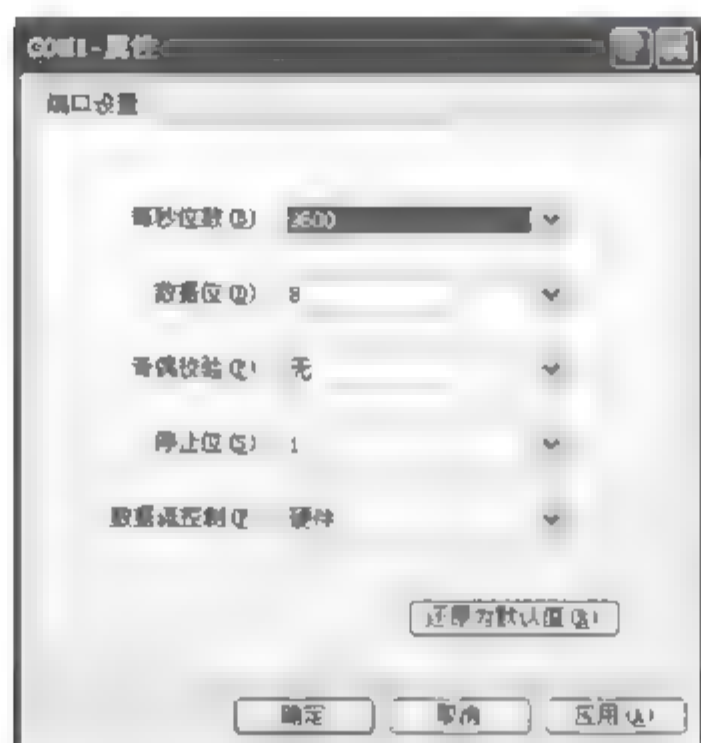 COM1-属性
端口设置
每秒位数(B) 9600
数据位(D) 8
奇偶校验(P) 无
停止位(S) 1
数据流控制(F 硬件
还原为默认值(R)
确定 取消 应用(A)